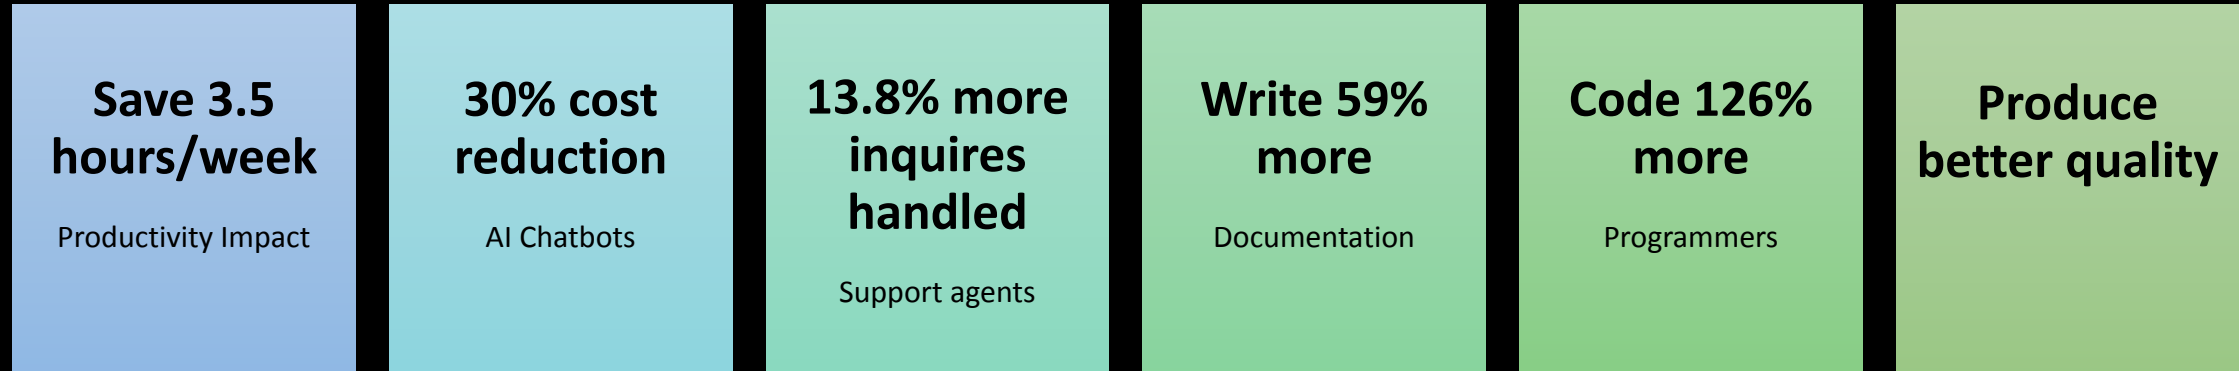 Save 3.5
hours/week
Productivity Impact
30% cost
reduction
AI Chatbots
13.8% more
inquires
handled
Support agents
Write 59%
more
Documentation
Code 126%
more
Programmers
Produce
better quality